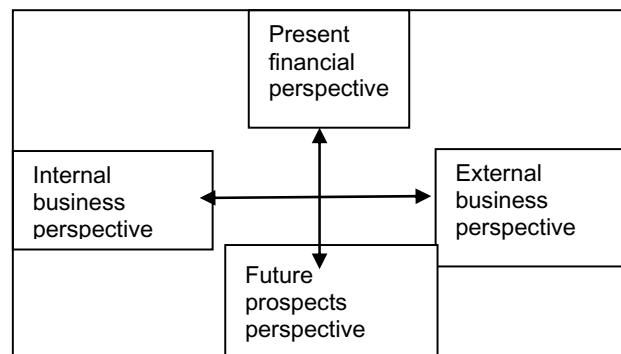 Present
financial
perspective
Internal
business
perspective
External
business
perspective
Future
prospects
perspective